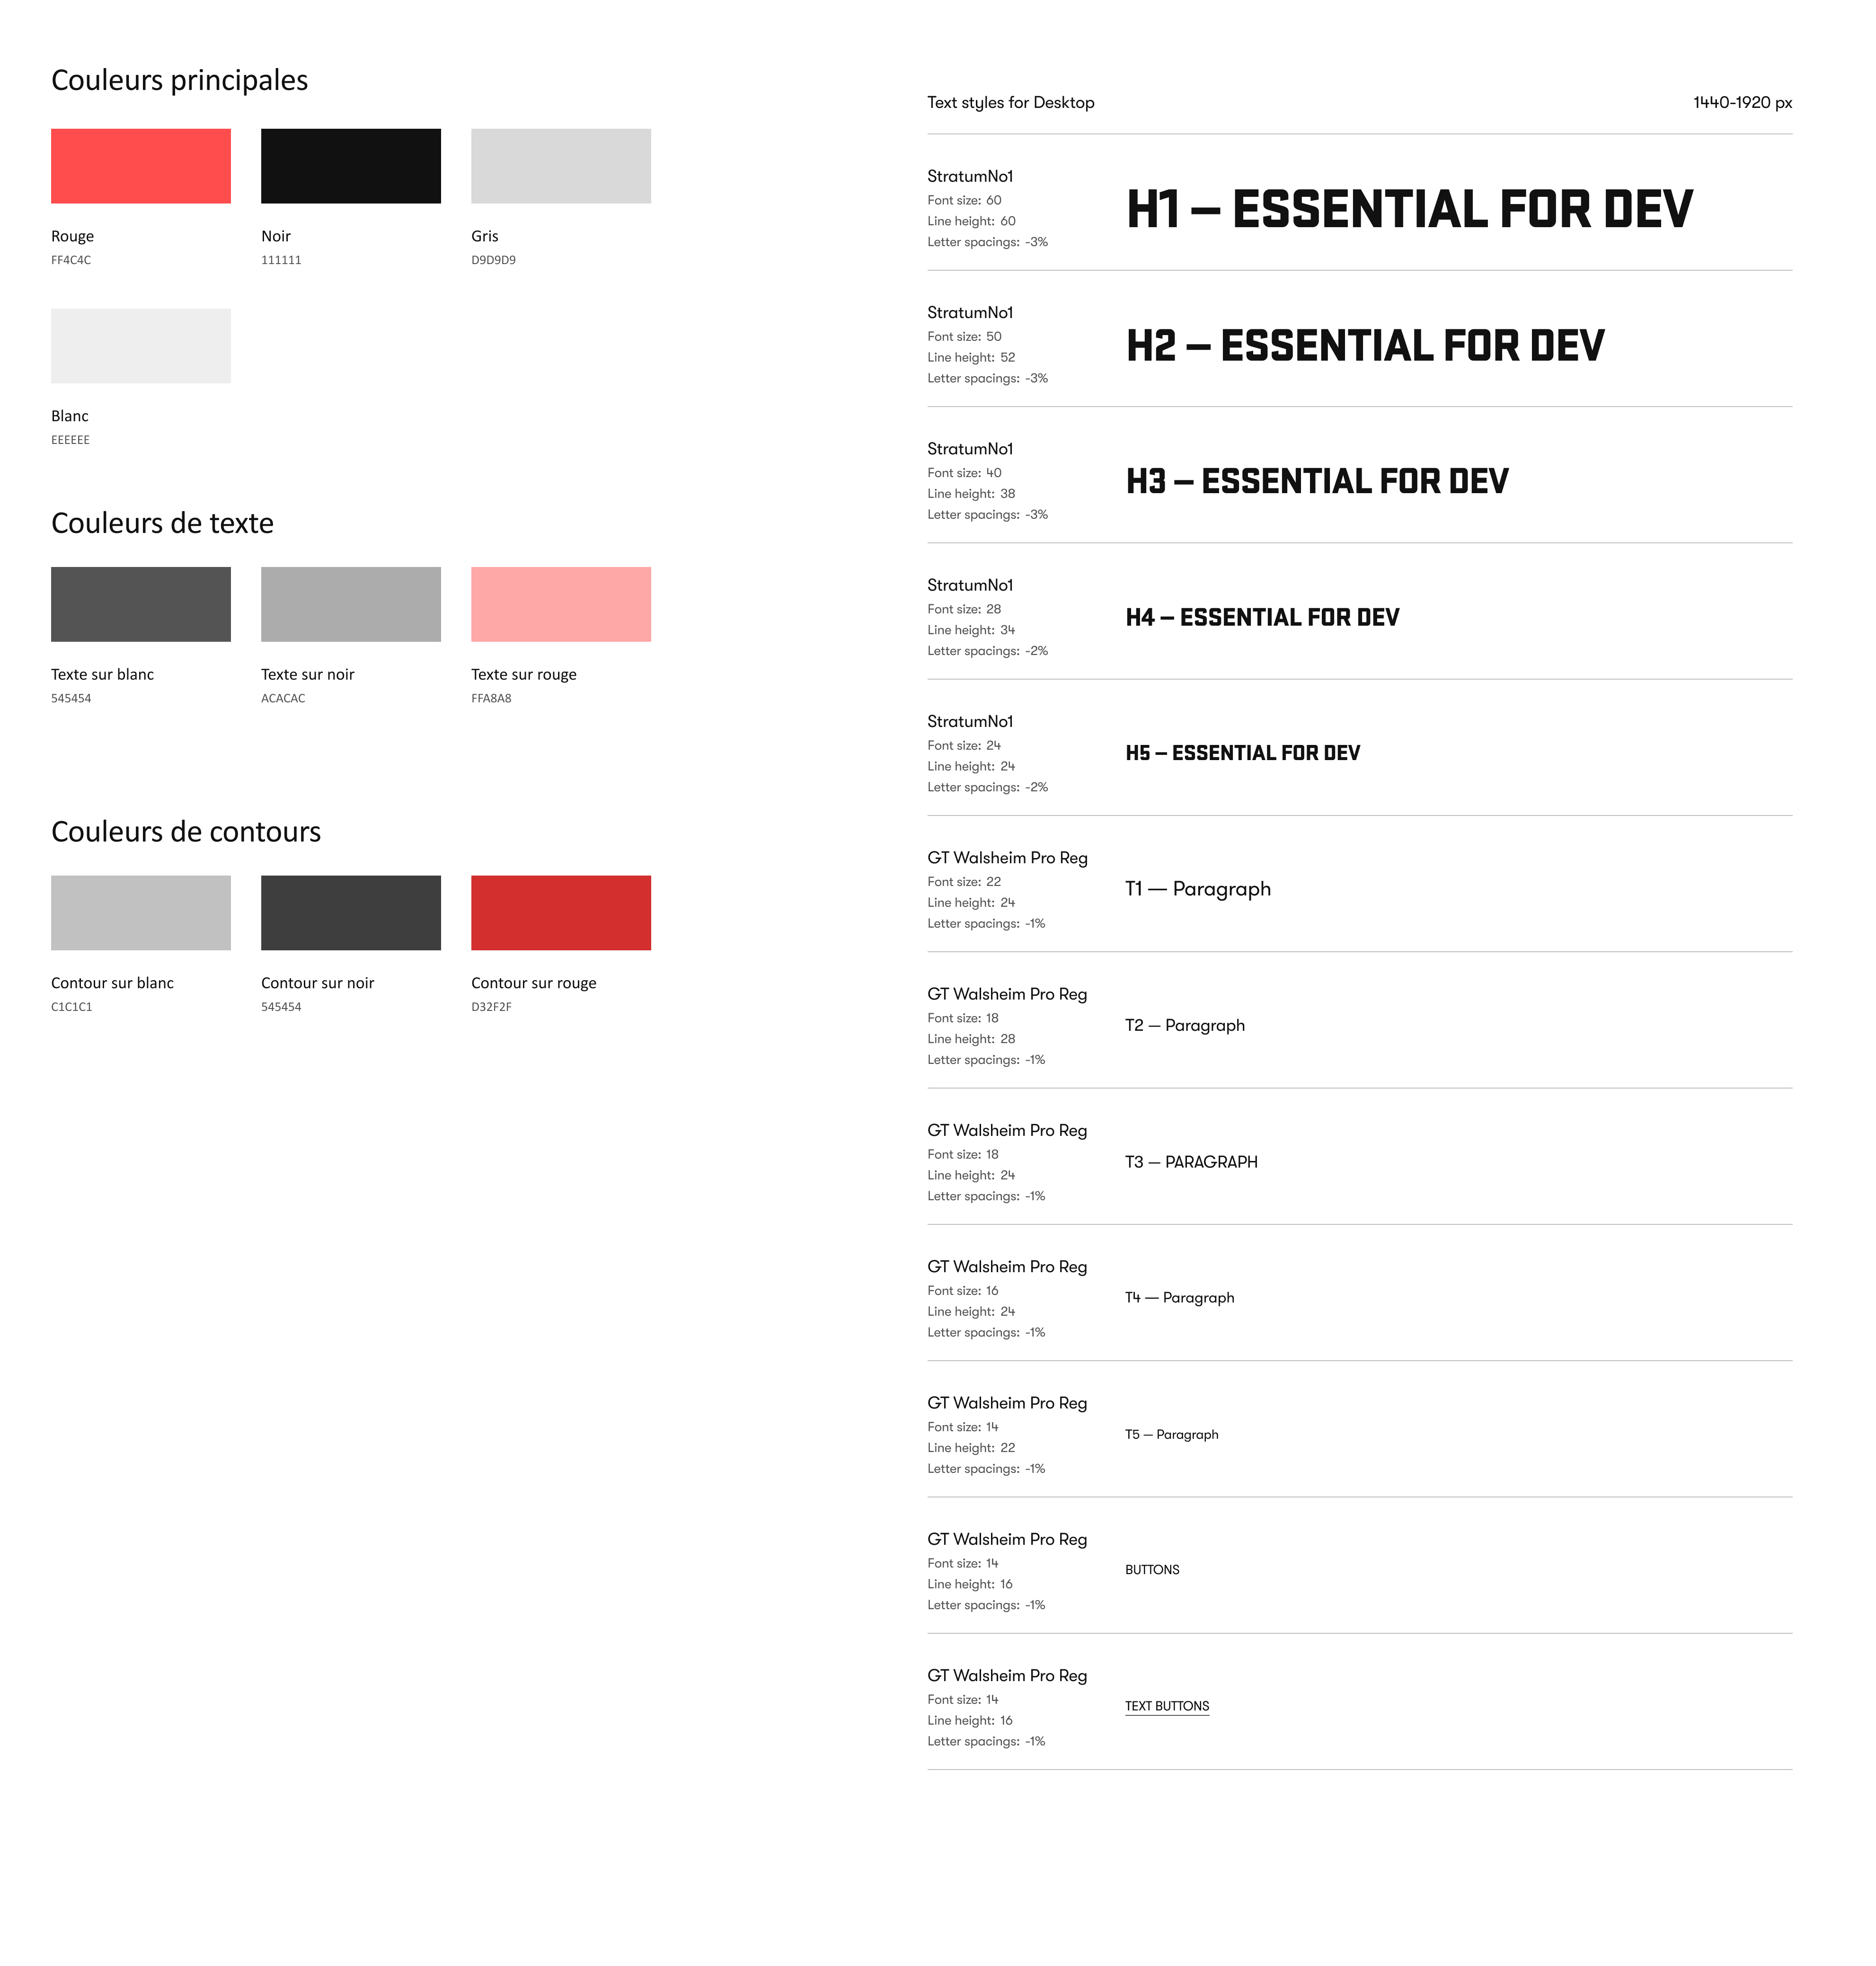 Couleurs principales
Rouge
FF4C4C
Noir
111111
Gris
D9D9D9
Blanc
EEEEEE
Couleurs de texte
Texte sur blanc
545454
Texte sur noir
ACACAC
Texte sur rouge
FFA8A8
Couleurs de contours
Contour sur blanc
C1C1C1
Contour sur noir
545454
Contour sur rouge
D32F2F
Text styles for Desktop
1440-1920 px
StratumNo1
Font size: 60
Line height: 60
Letter spacings: -3%
H1 – ESSENTIAL FOR DEV
StratumNo1
Font size: 50
Line height: 52
Letter spacings: -3%
H2 – ESSENTIAL FOR DEV
StratumNo1
Font size: 40
Line height: 38
Letter spacings: -3%
H3 – ESSENTIAL FOR DEV
StratumNo1
Font size: 28
Line height: 34
Letter spacings: -2%
H4 – ESSENTIAL FOR DEV
StratumNo1
Font size: 24
Line height: 24
Letter spacings: -2%
H5 – ESSENTIAL FOR DEV
GT Walsheim Pro Reg
Font size: 22
Line height: 24
Letter spacings: -1%
T1 — Paragraph
GT Walsheim Pro Reg
Font size: 18
Line height: 28
Letter spacings: -1%
T2 — Paragraph
GT Walsheim Pro Reg
Font size: 18
Line height: 24
Letter spacings: -1%
T3 — PARAGRAPH
GT Walsheim Pro Reg
Font size: 16
Line height: 24
Letter spacings: -1%
T4 — Paragraph
GT Walsheim Pro Reg
Font size: 14
Line height: 22
Letter spacings: -1%
T5 — Paragraph
GT Walsheim Pro Reg
Font size: 14
Line height: 16
Letter spacings: -1%
BUTTONS
GT Walsheim Pro Reg
Font size: 14
Line height: 16
Letter spacings: -1%
TEXT BUTTONS